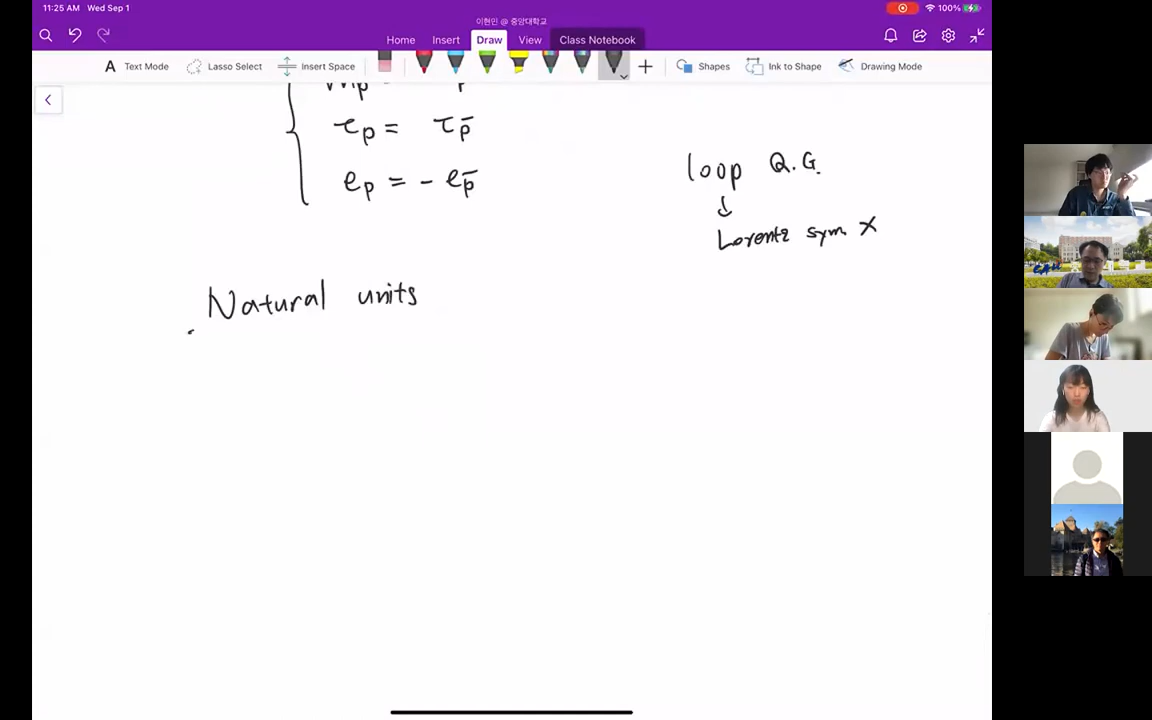 11:25 AM Wed Sep 1
100%
이현민 @ 중앙대학교
Home Insert Draw View Class Notebook
A Text Mode Lasso Select Insert Space Shapes Ink to Shape Drawing Mode
τp = τp̄
ep = - ep̄
loop Q.G.
↓
Lorentz sym X
Natural units